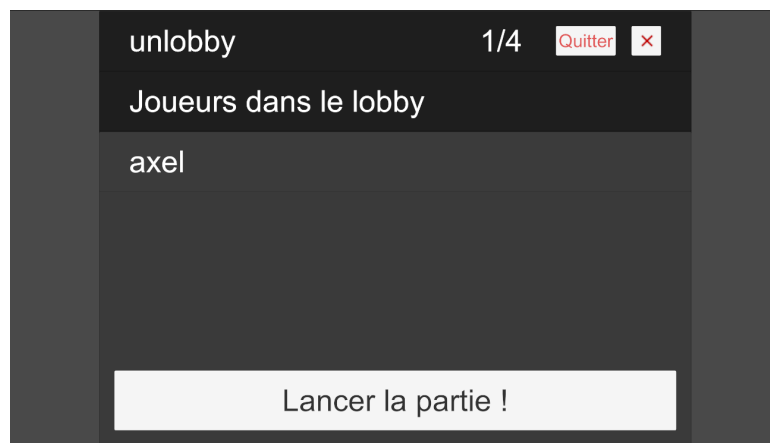 unlobby 1/4 Quitter ×
Joueurs dans le lobby
axel
Lancer la partie !